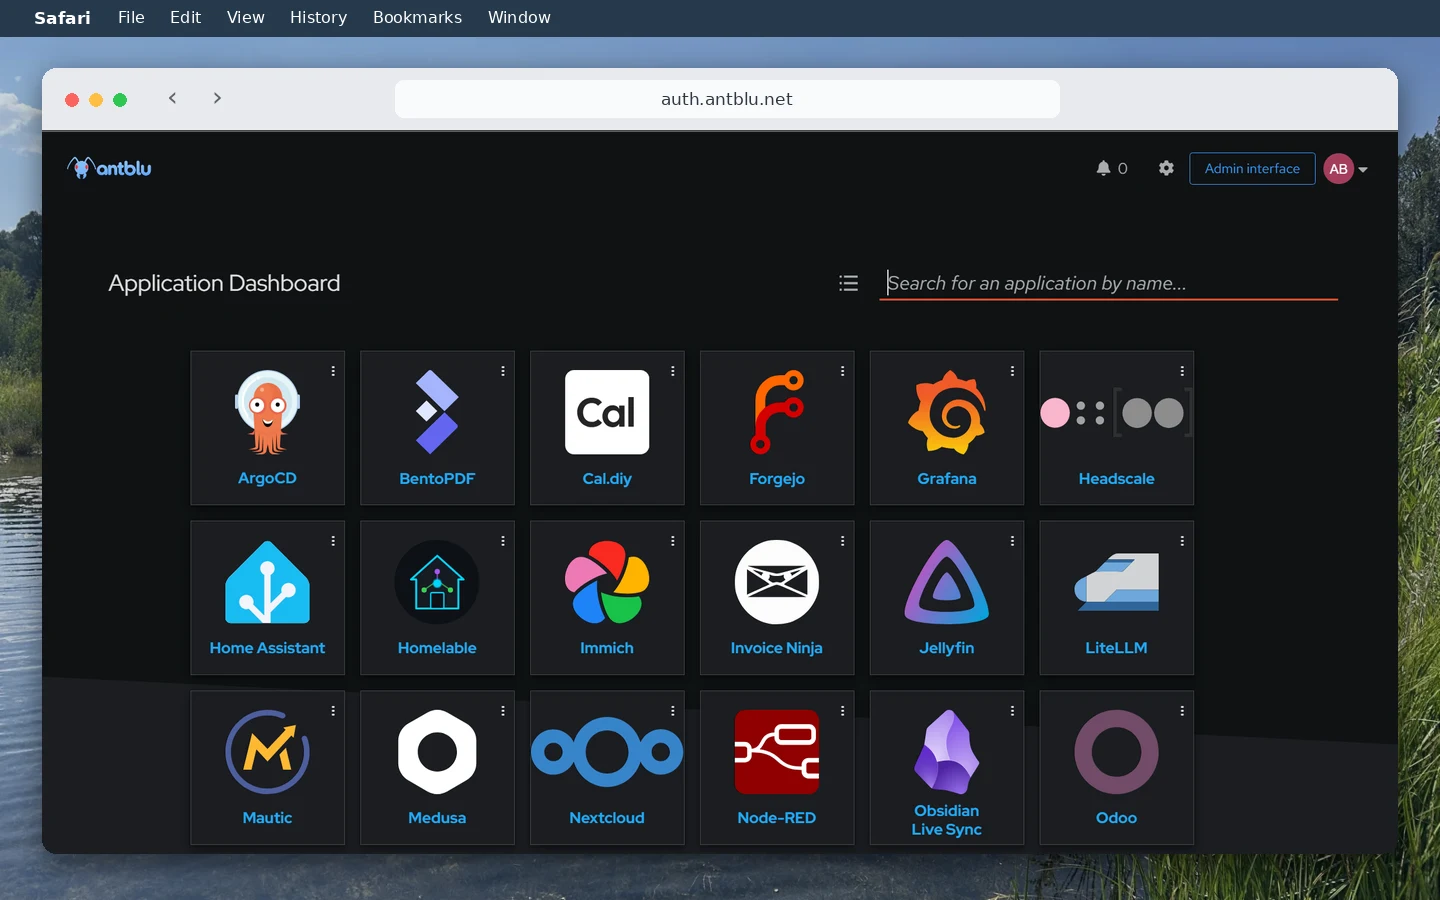 Safari File Edit View History Bookmarks Window
auth.antblu.net
antblu
0
Admin interface
AB
Application Dashboard
Search for an application by name...
ArgoCD
BentoPDF
Cal
Cal.diy
Forgejo
Grafana
Headscale
Home Assistant
Homelable
Immich
Invoice Ninja
Jellyfin
LiteLLM
Mautic
Medusa
Nextcloud
Node-RED
Obsidian
Live Sync
Odoo